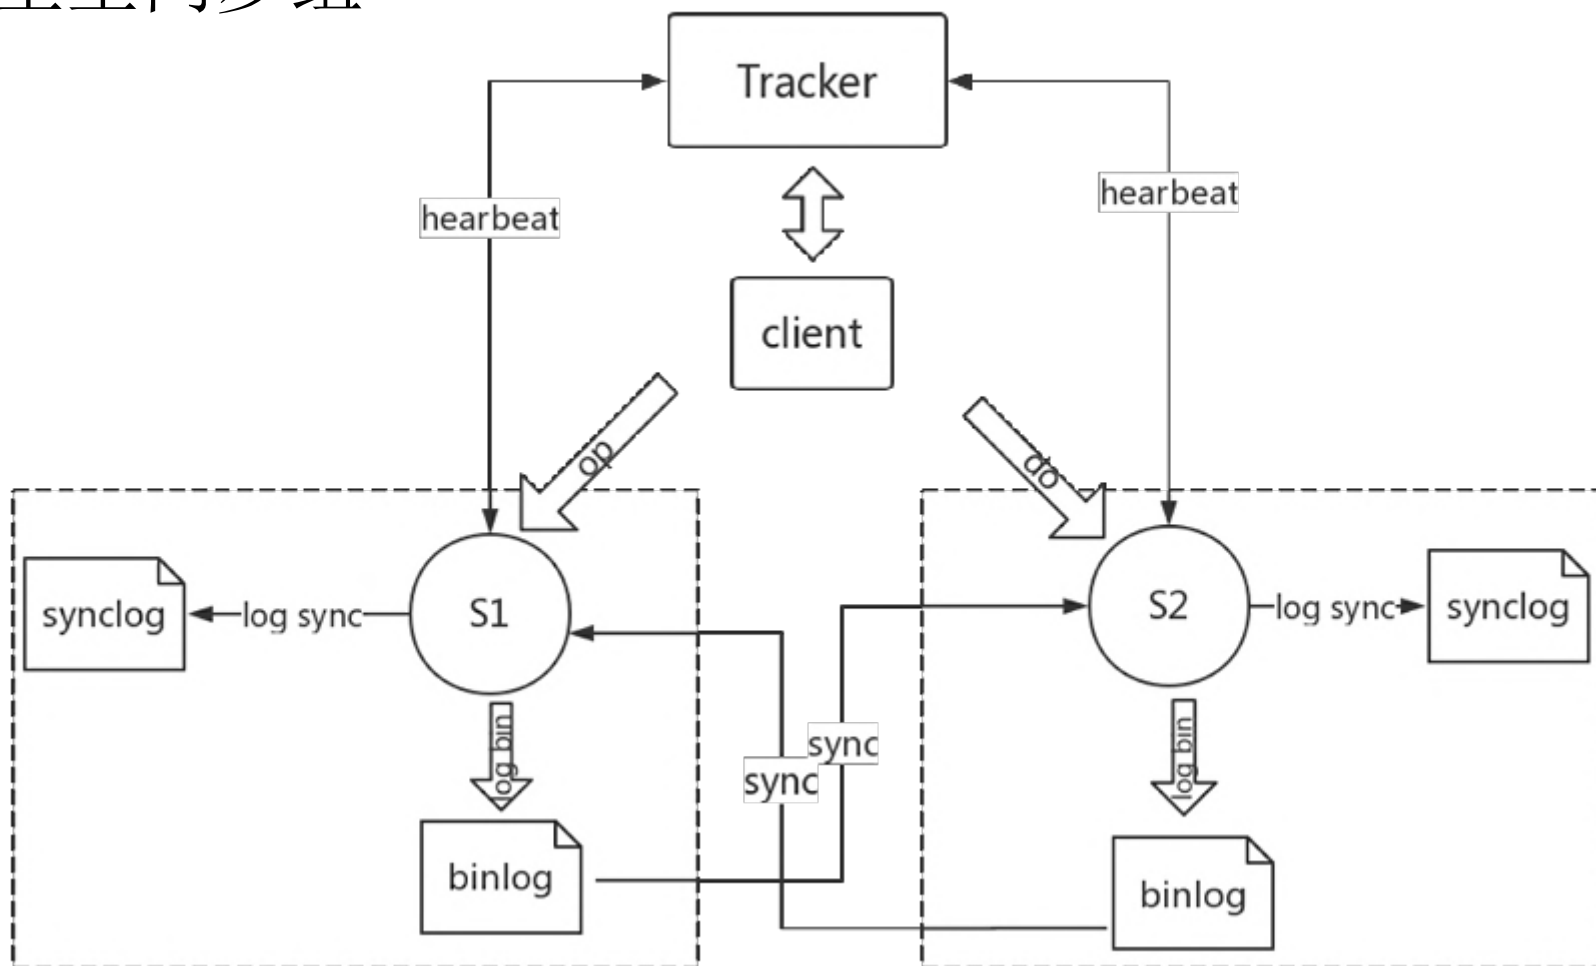 Tracker
hearbeat
hearbeat
client
op
op
synclog
log sync
S1
S2
log sync
synclog
log bin
sync
sync
log bin
binlog
binlog